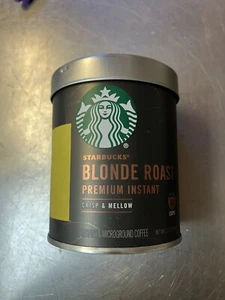 STARBUCKS®
BLONDE ROAST
PREMIUM INSTANT
CRISP & MELLOW
MICROGROUND COFFEE